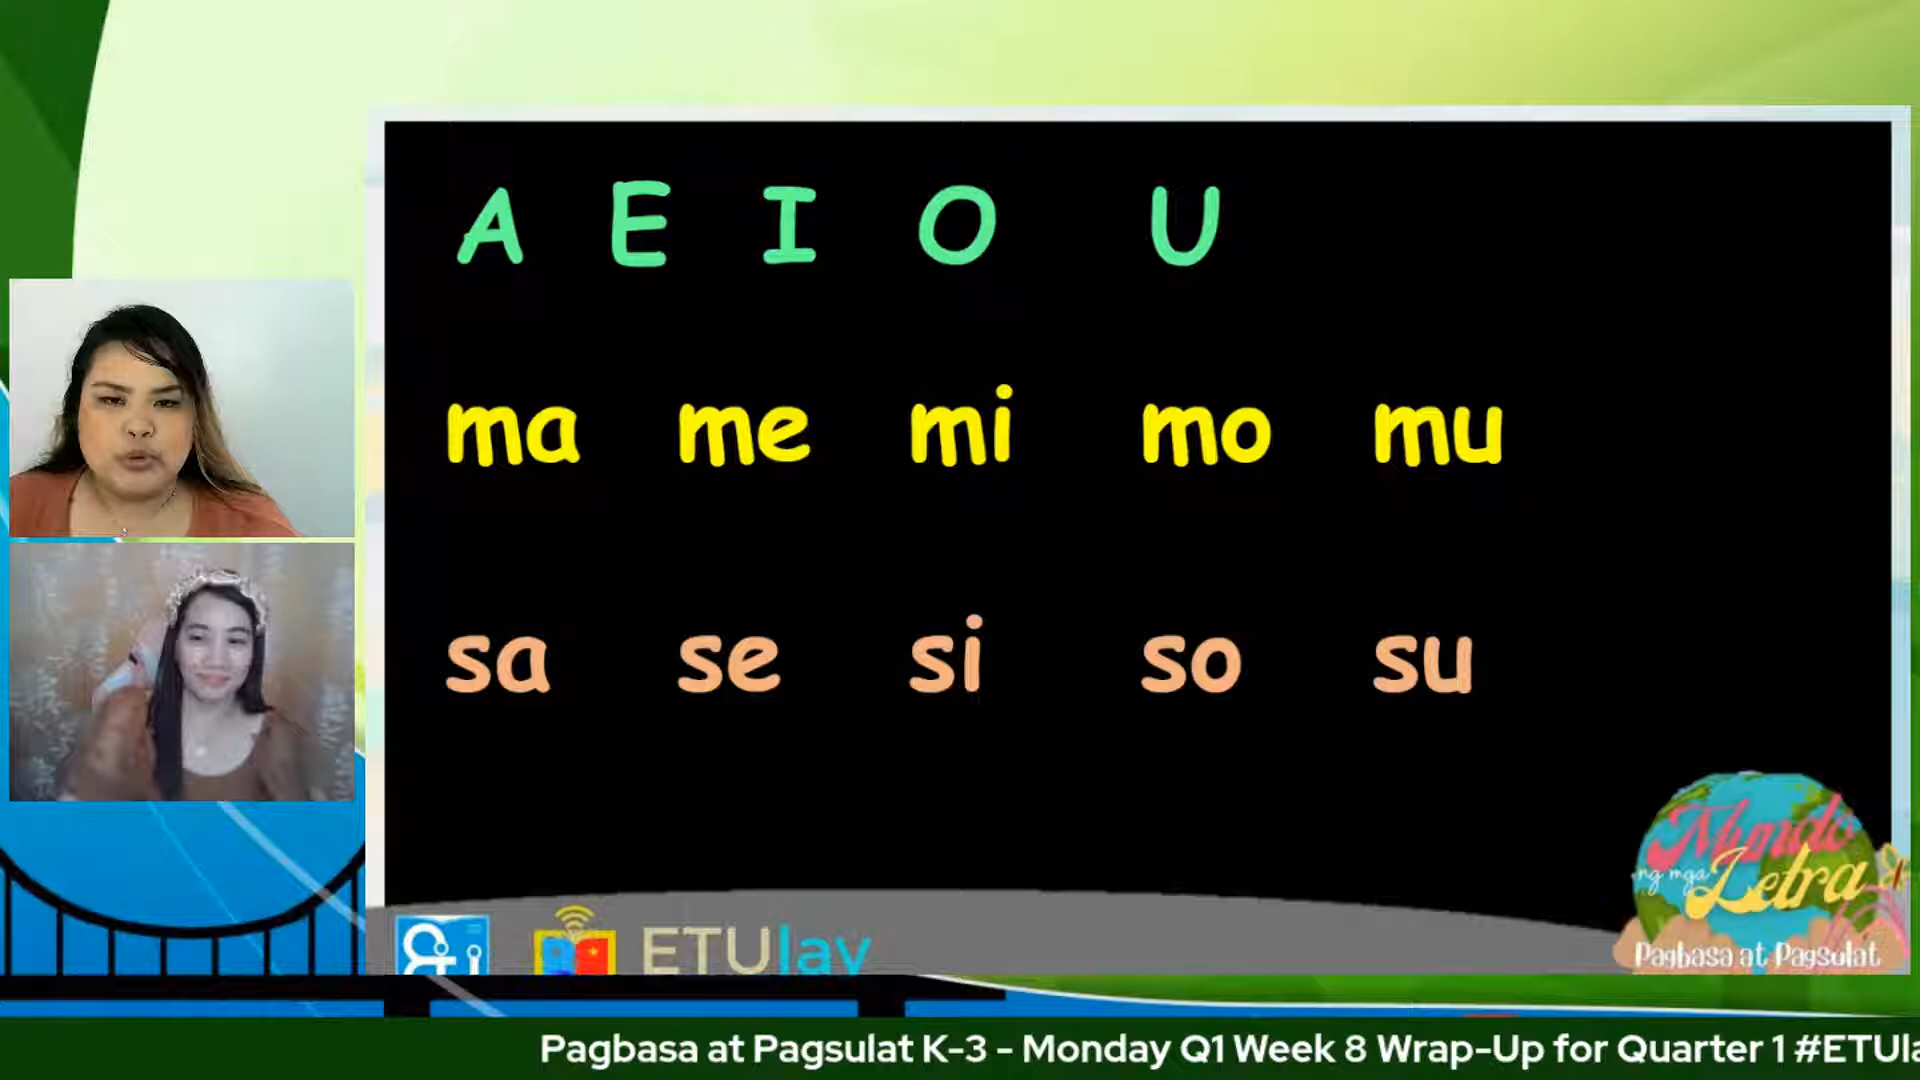 A E I O U
ma me mi mo mu
sa se si so su
Mundo
ng mga Letra
Pagbasa at Pagsulat
ETUlay
Pagbasa at Pagsulat K-3 - Monday Q1 Week 8 Wrap-Up for Quarter 1 #ETUla